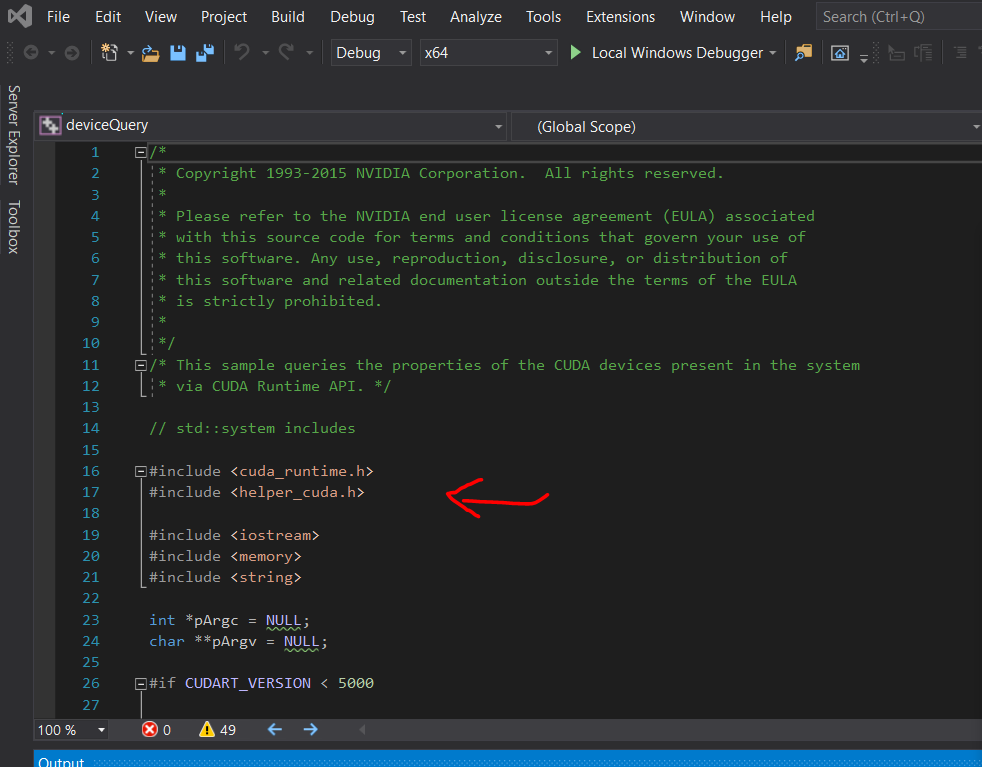 File Edit View Project Build Debug Test Analyze Tools Extensions Window Help Search (Ctrl+Q)
Debug x64 Local Windows Debugger
Server Explorer
Toolbox
deviceQuery (Global Scope)
1 /*
2 * Copyright 1993-2015 NVIDIA Corporation.  All rights reserved.
3 *
4 * Please refer to the NVIDIA end user license agreement (EULA) associated
5 * with this source code for terms and conditions that govern your use of
6 * this software. Any use, reproduction, disclosure, or distribution of
7 * this software and related documentation outside the terms of the EULA
8 * is strictly prohibited.
9 *
10 */
11 /* This sample queries the properties of the CUDA devices present in the system
12 * via CUDA Runtime API. */
13
14 // std::system includes
15
16 #include <cuda_runtime.h>
17 #include <helper_cuda.h>
18
19 #include <iostream>
20 #include <memory>
21 #include <string>
22
23 int *pArgc = NULL;
24 char **pArgv = NULL;
25
26 #if CUDART_VERSION < 5000
27
100 % 0 49
Output